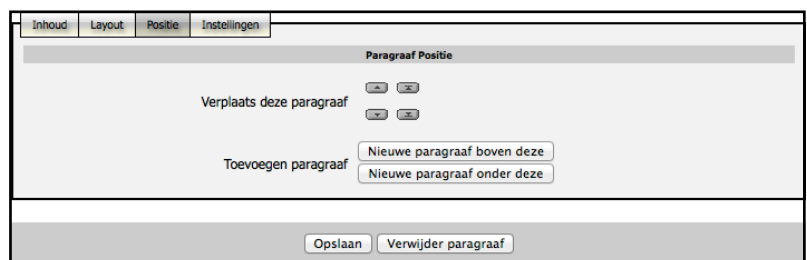 Inhoud Layout Positie Instellingen
Paragraaf Positie
Verplaats deze paragraaf
Nieuwe paragraaf boven deze
Toevoegen paragraaf
Nieuwe paragraaf onder deze
Opslaan Verwijder paragraaf